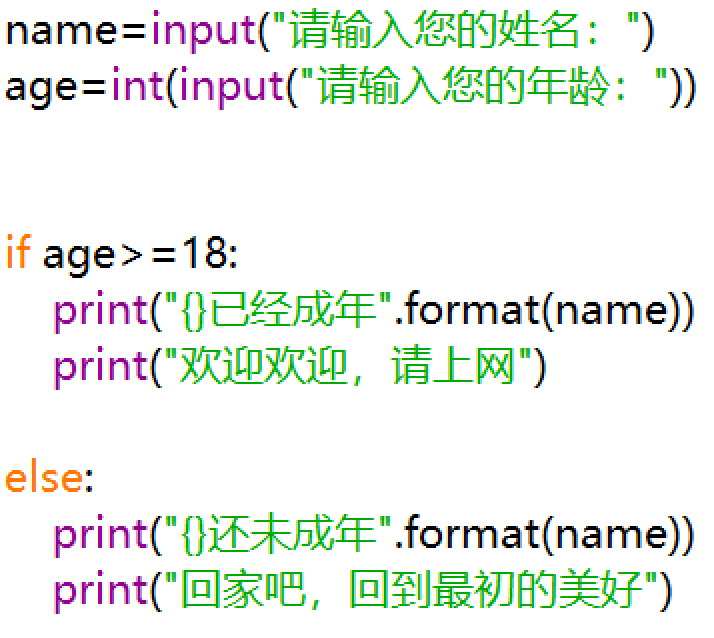 name=input("请输入您的姓名：")
age=int(input("请输入您的年龄："))
if age>=18:
    print("{}已经成年".format(name))
    print("欢迎欢迎，请上网")
else:
    print("{}还未成年".format(name))
    print("回家吧，回到最初的美好")